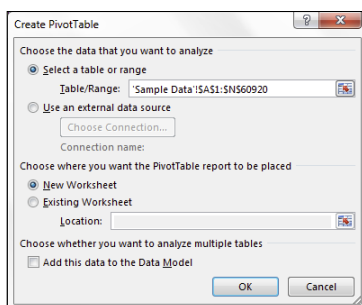 Create PivotTable
Choose the data that you want to analyze
Select a table or range
Table/Range: 'Sample Data'!$A$1:$N$60920
Use an external data source
Choose Connection...
Connection name:
Choose where you want the PivotTable report to be placed
New Worksheet
Existing Worksheet
Location:
Choose whether you want to analyze multiple tables
Add this data to the Data Model
OK Cancel